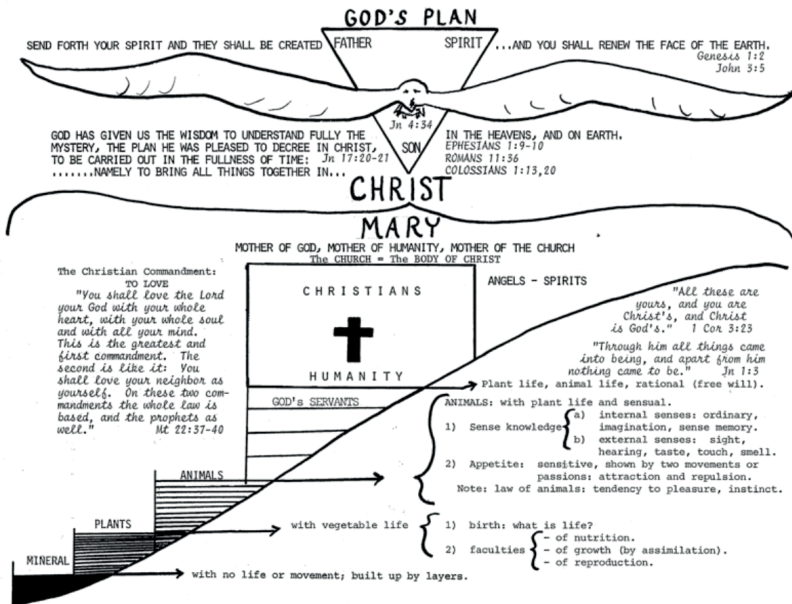 GOD'S PLAN
SEND FORTH YOUR SPIRIT AND THEY SHALL BE CREATED
FATHER
SPIRIT
...AND YOU SHALL RENEW THE FACE OF THE EARTH.
Genesis 1:2
John 3:5
Jn 4:34
GOD HAS GIVEN US THE WISDOM TO UNDERSTAND FULLY THE
MYSTERY, THE PLAN HE WAS PLEASED TO DECREE IN CHRIST,
TO BE CARRIED OUT IN THE FULLNESS OF TIME: Jn 17:20-21
.......NAMELY TO BRING ALL THINGS TOGETHER IN...
SON
IN THE HEAVENS, AND ON EARTH.
EPHESIANS 1:9-10
ROMANS 11:36
COLOSSIANS 1:13,20
CHRIST
MARY
MOTHER OF GOD, MOTHER OF HUMANITY, MOTHER OF THE CHURCH
The CHURCH = The BODY OF CHRIST
The Christian Commandment:
TO LOVE
"You shall love the Lord
your God with your whole
heart, with your whole soul
and with all your mind.
This is the greatest and
first commandment. The
second is like it: You
shall love your neighbor as
yourself. On these two com-
mandments the whole law is
based, and the prophets as
well." Mt 22:37-40
CHRISTIANS
HUMANITY
ANGELS - SPIRITS
"All these are
yours, and you are
Christ's, and Christ
is God's." 1 Cor 3:23
"Through him all things came
into being, and apart from him
nothing came to be." Jn 1:3
Plant life, animal life, rational (free will).
GOD's SERVANTS
ANIMALS: with plant life and sensual.
1) Sense knowledge
a) internal senses: ordinary,
imagination, sense memory.
b) external senses: sight,
hearing, taste, touch, smell.
2) Appetite: sensitive, shown by two movements or
passions: attraction and repulsion.
Note: law of animals: tendency to pleasure, instinct.
ANIMALS
PLANTS
with vegetable life
1) birth: what is life?
2) faculties
- of nutrition.
- of growth (by assimilation).
- of reproduction.
MINERAL
with no life or movement; built up by layers.